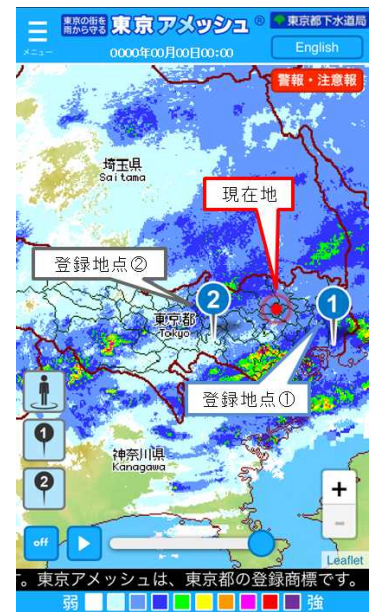 東京の街を
雨から守る
東京アメッシュ®
東京都下水道局
メニュー
0000年00月00日00:00
English
警報・注意報
埼玉県
Saitama
現在地
登録地点②
2
1
東京都
Tokyo
登録地点①
1
神奈川県
Kanagawa
2
+
-
off
Leaflet
。東京アメッシュは、東京都の登録商標です。
弱
強